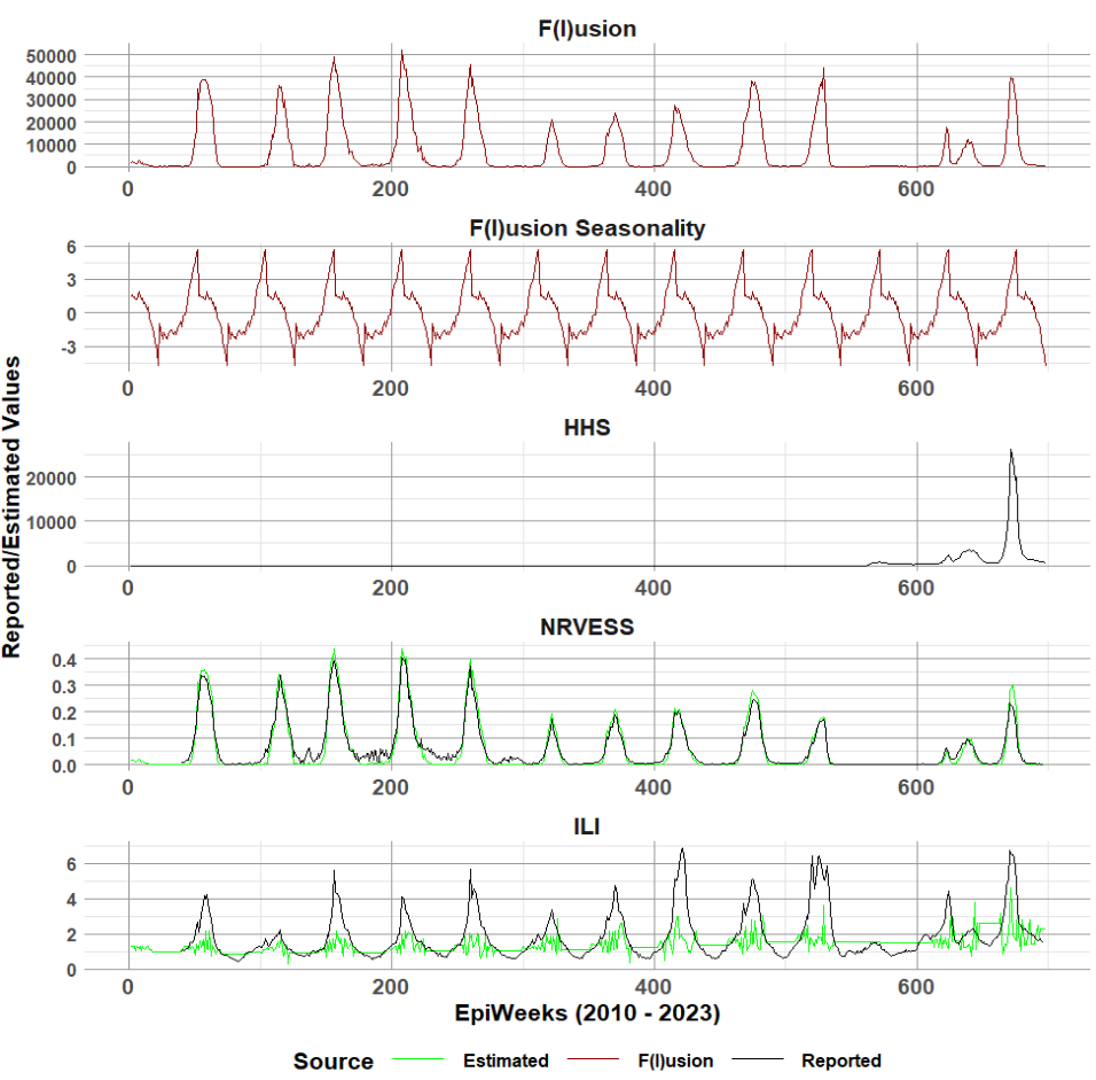 F(I)usion
50000
40000
30000
20000
10000
0
0 200 400 600
F(I)usion Seasonality
6
3
0
-3
0 200 400 600
HHS
20000
10000
0
0 200 400 600
NRVESS
0.4
0.3
0.2
0.1
0.0
0 200 400 600
ILI
6
4
2
0
0 200 400 600
Reported/Estimated Values
EpiWeeks (2010 - 2023)
Source Estimated F(I)usion Reported